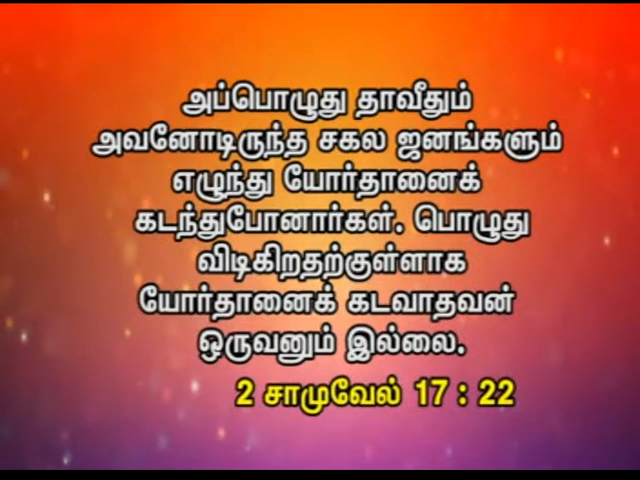 அப்பொழுது தாவீதும்
அவனோடிருந்த சகல ஜனங்களும்
எழுந்து யோர்தானைக்
கடந்துபோனார்கள். பொழுது
விடிகிறதற்குள்ளாக
யோர்தானைக் கடவாதவன்
ஒருவனும் இல்லை.
2 சாமுவேல் 17 : 22